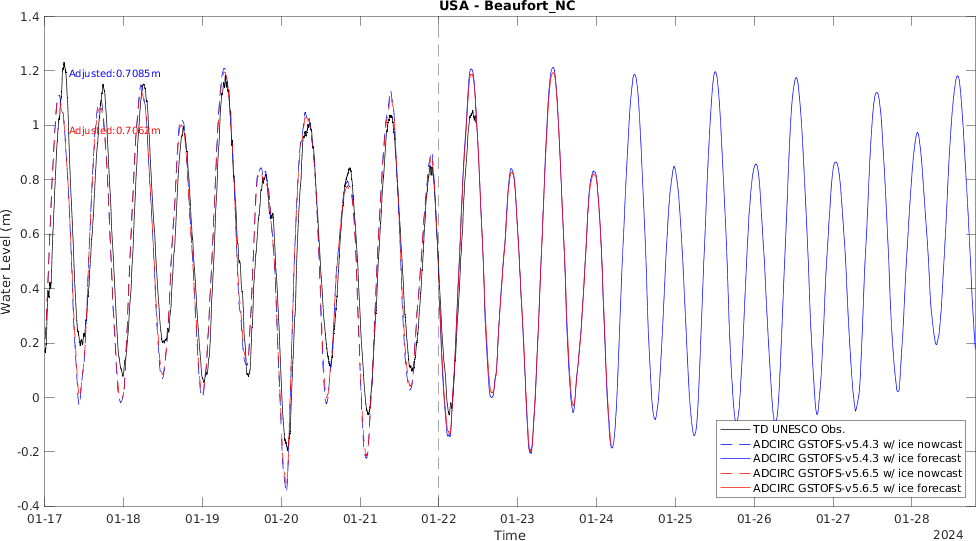 USA - Beaufort_NC
1.4
1.2
1
0.8
0.6
0.4
0.2
0
-0.2
-0.4
Water Level (m)
Adjusted:0.7085m
Adjusted:0.7062m
TD UNESCO Obs.
ADCIRC GSTOFS-v5.4.3 w/ ice nowcast
ADCIRC GSTOFS-v5.4.3 w/ ice forecast
ADCIRC GSTOFS-v5.6.5 w/ ice nowcast
ADCIRC GSTOFS-v5.6.5 w/ ice forecast
01-17 01-18 01-19 01-20 01-21 01-22 01-23 01-24 01-25 01-26 01-27 01-28
Time
2024